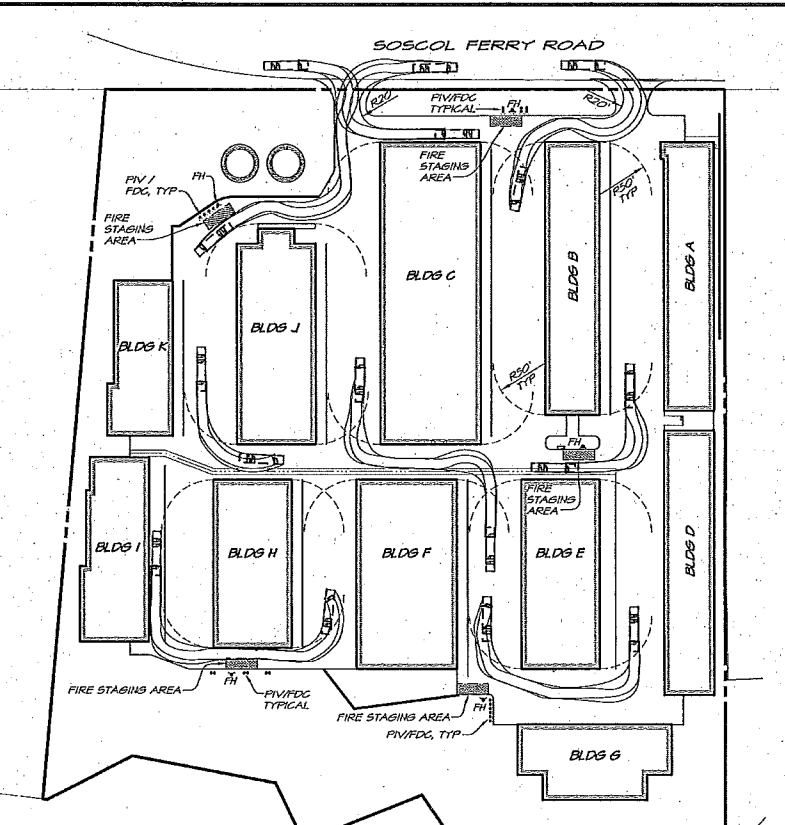 SOSCOL FERRY ROAD
R20'
PIV/FDC
TYPICAL
FH
R20'
FIRE
STAGING
AREA
PIV /
FDC, TYP
FH
FIRE
STAGING
AREA
R50'
TYP
BLDG A
BLDG B
BLDG C
BLDG J
BLDG K
R50'
TYP
FH
FIRE
STAGING
AREA
BLDG I
BLDG H
BLDG F
BLDG E
BLDG D
FIRE STAGING AREA
FH
PIV/FDC
TYPICAL
FIRE STAGING AREA
FH
PIV/FDC, TYP
BLDG G